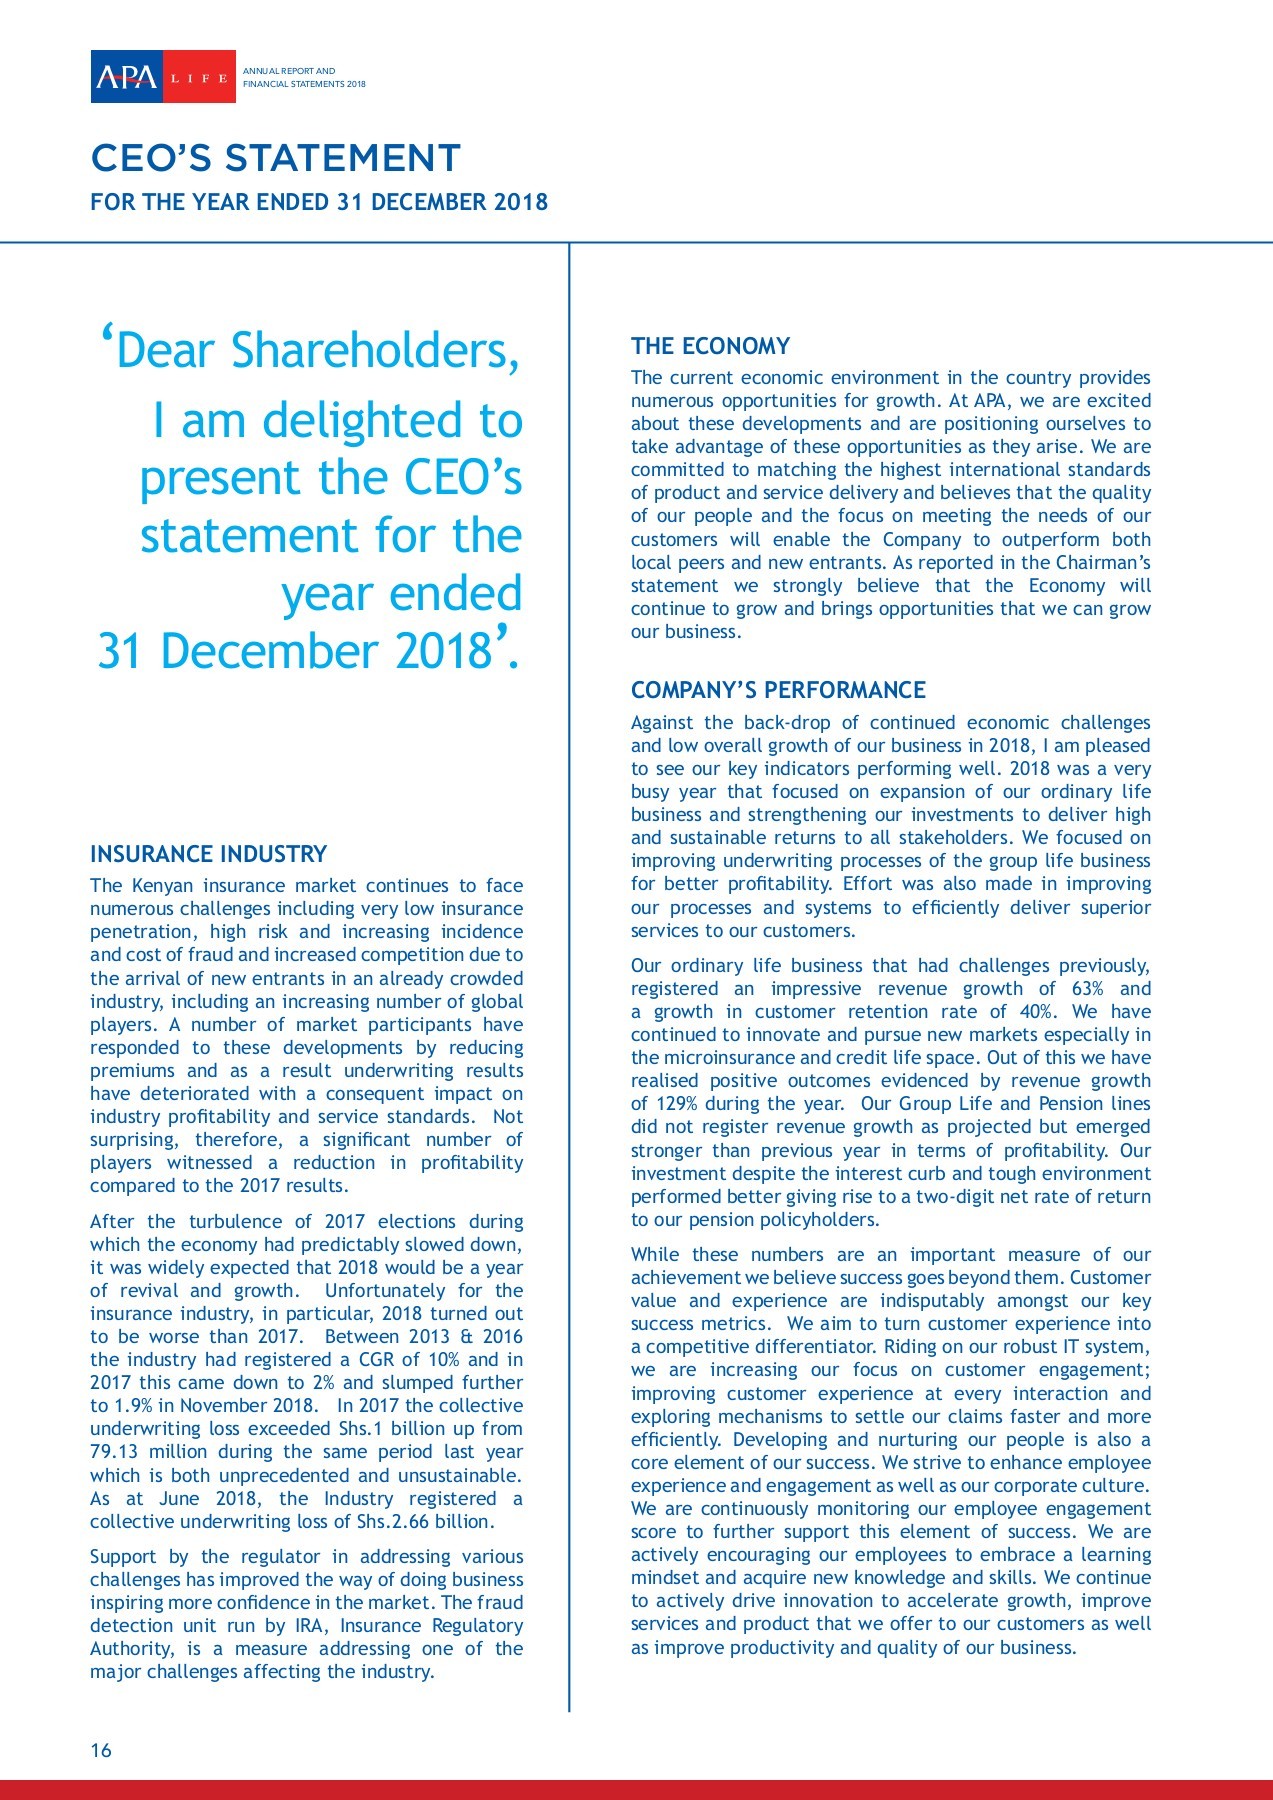 APA LIFE
ANNUAL REPORT AND
FINANCIAL STATEMENTS 2018
CEO’S STATEMENT
FOR THE YEAR ENDED 31 DECEMBER 2018
‘Dear Shareholders,
I am delighted to
present the CEO’s
statement for the
year ended
31 December 2018’.
INSURANCE INDUSTRY
The Kenyan insurance market continues to face
numerous challenges including very low insurance
penetration, high risk and increasing incidence
and cost of fraud and increased competition due to
the arrival of new entrants in an already crowded
industry, including an increasing number of global
players. A number of market participants have
responded to these developments by reducing
premiums and as a result underwriting results
have deteriorated with a consequent impact on
industry profitability and service standards. Not
surprising, therefore, a significant number of
players witnessed a reduction in profitability
compared to the 2017 results.
After the turbulence of 2017 elections during
which the economy had predictably slowed down,
it was widely expected that 2018 would be a year
of revival and growth. Unfortunately for the
insurance industry, in particular, 2018 turned out
to be worse than 2017. Between 2013 & 2016
the industry had registered a CGR of 10% and in
2017 this came down to 2% and slumped further
to 1.9% in November 2018. In 2017 the collective
underwriting loss exceeded Shs.1 billion up from
79.13 million during the same period last year
which is both unprecedented and unsustainable.
As at June 2018, the Industry registered a
collective underwriting loss of Shs.2.66 billion.
Support by the regulator in addressing various
challenges has improved the way of doing business
inspiring more confidence in the market. The fraud
detection unit run by IRA, Insurance Regulatory
Authority, is a measure addressing one of the
major challenges affecting the industry.
THE ECONOMY
The current economic environment in the country provides
numerous opportunities for growth. At APA, we are excited
about these developments and are positioning ourselves to
take advantage of these opportunities as they arise. We are
committed to matching the highest international standards
of product and service delivery and believes that the quality
of our people and the focus on meeting the needs of our
customers will enable the Company to outperform both
local peers and new entrants. As reported in the Chairman’s
statement we strongly believe that the Economy will
continue to grow and brings opportunities that we can grow
our business.
COMPANY’S PERFORMANCE
Against the back-drop of continued economic challenges
and low overall growth of our business in 2018, I am pleased
to see our key indicators performing well. 2018 was a very
busy year that focused on expansion of our ordinary life
business and strengthening our investments to deliver high
and sustainable returns to all stakeholders. We focused on
improving underwriting processes of the group life business
for better profitability. Effort was also made in improving
our processes and systems to efficiently deliver superior
services to our customers.
Our ordinary life business that had challenges previously,
registered an impressive revenue growth of 63% and
a growth in customer retention rate of 40%. We have
continued to innovate and pursue new markets especially in
the microinsurance and credit life space. Out of this we have
realised positive outcomes evidenced by revenue growth
of 129% during the year. Our Group Life and Pension lines
did not register revenue growth as projected but emerged
stronger than previous year in terms of profitability. Our
investment despite the interest curb and tough environment
performed better giving rise to a two-digit net rate of return
to our pension policyholders.
While these numbers are an important measure of our
achievement we believe success goes beyond them. Customer
value and experience are indisputably amongst our key
success metrics. We aim to turn customer experience into
a competitive differentiator. Riding on our robust IT system,
we are increasing our focus on customer engagement;
improving customer experience at every interaction and
exploring mechanisms to settle our claims faster and more
efficiently. Developing and nurturing our people is also a
core element of our success. We strive to enhance employee
experience and engagement as well as our corporate culture.
We are continuously monitoring our employee engagement
score to further support this element of success. We are
actively encouraging our employees to embrace a learning
mindset and acquire new knowledge and skills. We continue
to actively drive innovation to accelerate growth, improve
services and product that we offer to our customers as well
as improve productivity and quality of our business.
16